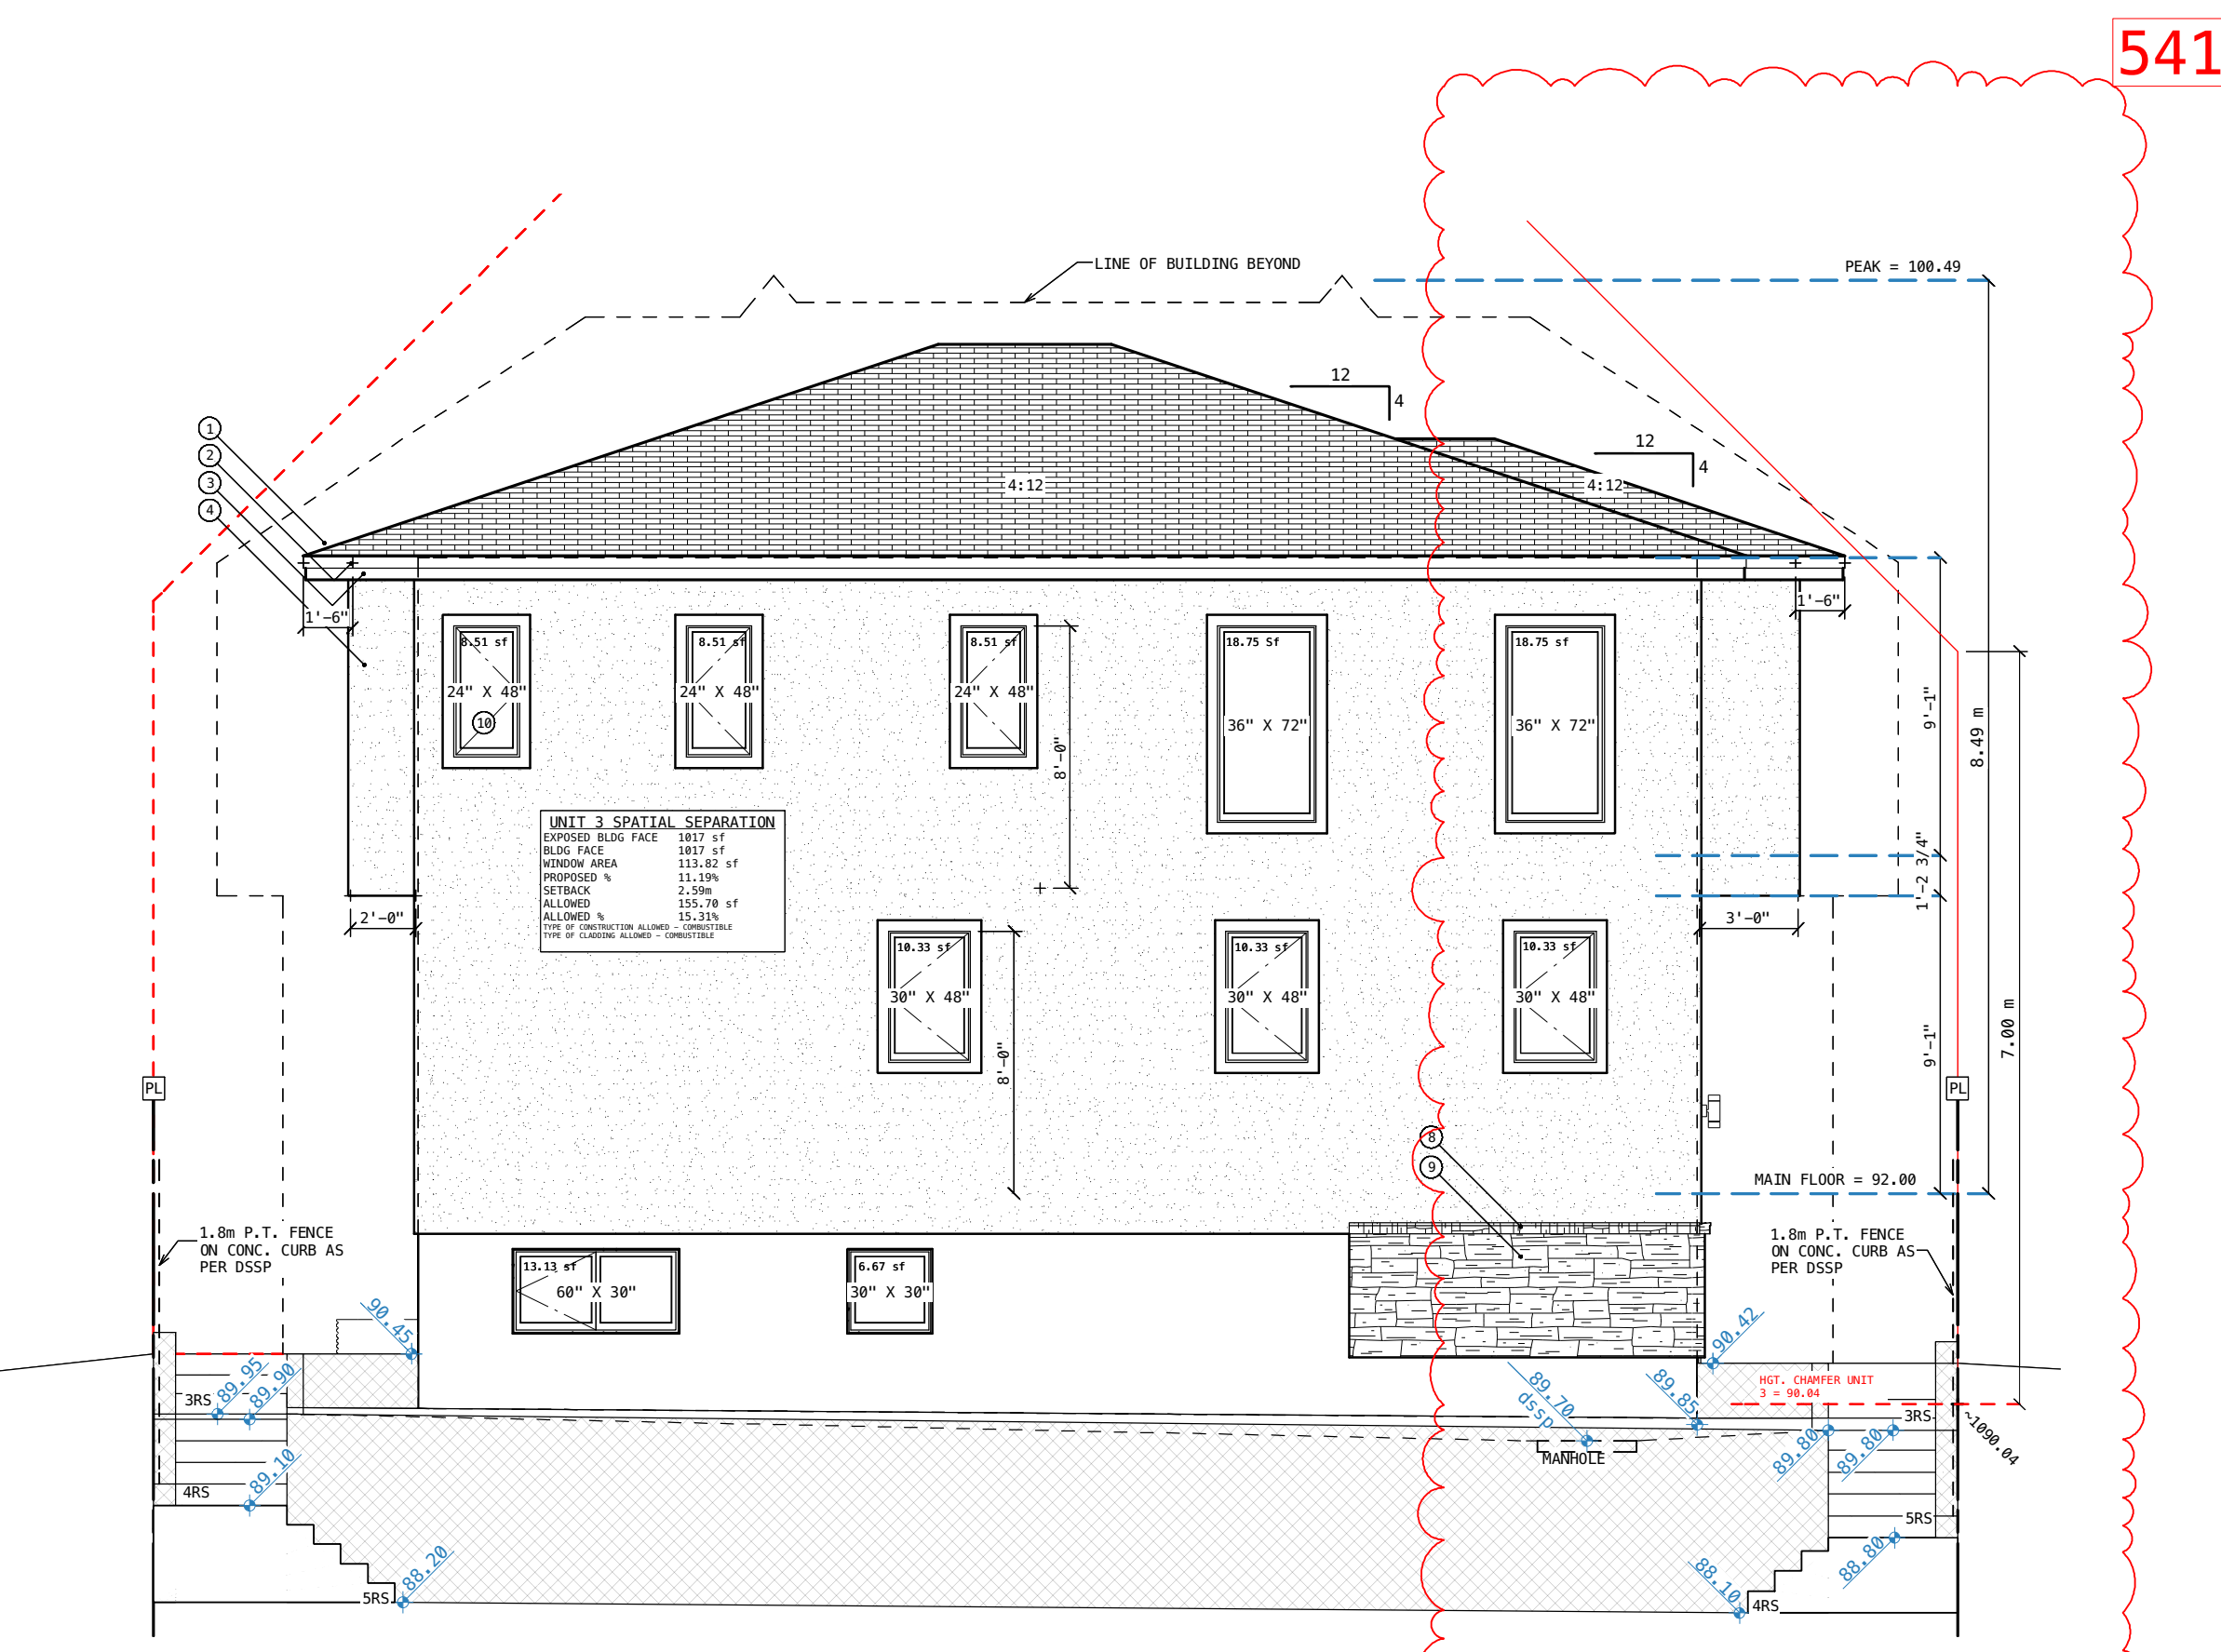 541
LINE OF BUILDING BEYOND
PEAK = 100.49
12
4
1
2
3
4
12
4
4:12
4:12
1'-6"
1'-6"
8.51 sf
8.51 sf
8.51 sf
18.75 Sf
18.75 sf
24" X 48"
24" X 48"
24" X 48"
36" X 72"
36" X 72"
10
8'-0"
9'-1"
8.49 m
UNIT 3 SPATIAL SEPARATION
EXPOSED BLDG FACE 1017 sf
BLDG FACE 1017 sf
WINDOW AREA 113.82 sf
PROPOSED % 11.19%
SETBACK 2.59m
ALLOWED 155.70 sf
ALLOWED % 15.31%
TYPE OF CONSTRUCTION ALLOWED - COMBUSTIBLE
TYPE OF CLADDING ALLOWED - COMBUSTIBLE
1'-2 3/4"
2'-0"
3'-0"
10.33 sf
10.33 sf
10.33 sf
30" X 48"
30" X 48"
30" X 48"
8'-0"
9'-1"
7.00 m
PL
PL
8
9
MAIN FLOOR = 92.00
1.8m P.T. FENCE
ON CONC. CURB AS
PER DSSP
1.8m P.T. FENCE
ON CONC. CURB AS
PER DSSP
13.13 sf
60" X 30"
6.67 sf
30" X 30"
90.45
90.42
89.95
89.90
3RS
89.70
dssp
89.85
HGT. CHAMFER UNIT
3 = 90.04
3RS
~1090.04
89.80
89.80
MANHOLE
89.10
4RS
5RS
88.80
88.20
5RS
88.10
4RS